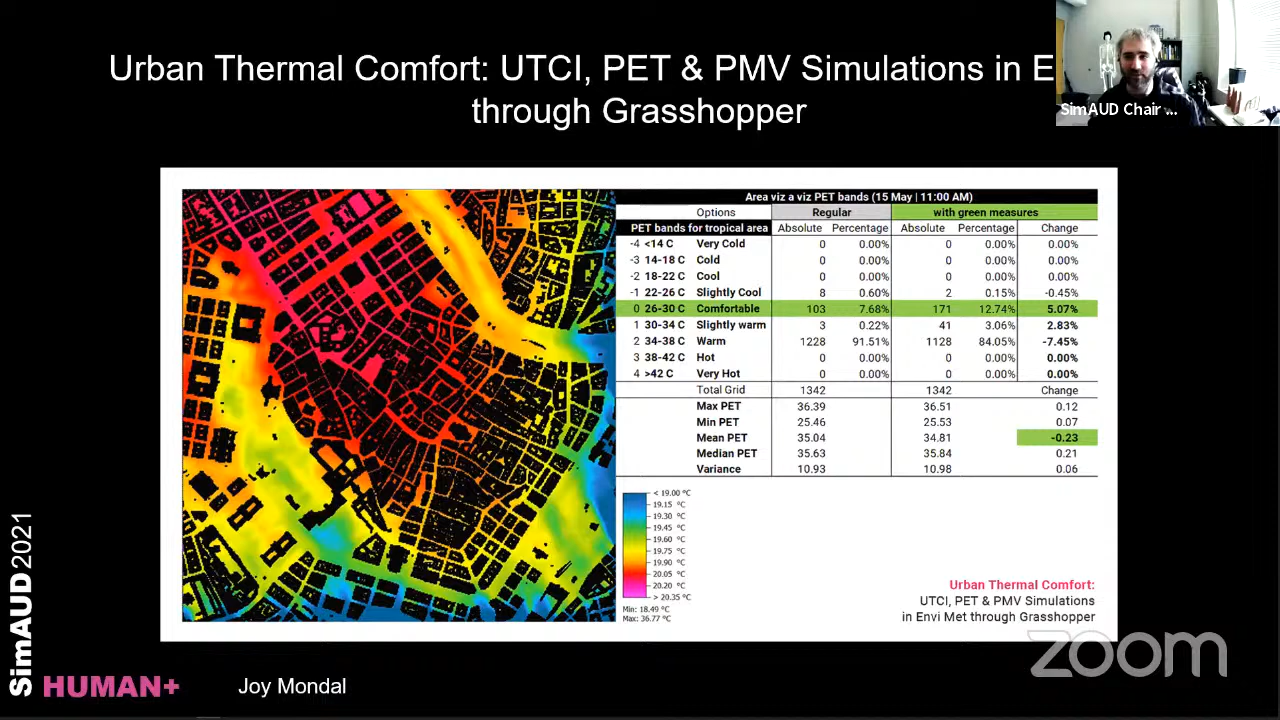 Urban Thermal Comfort: UTCI, PET & PMV Simulations in E
through Grasshopper
SimAUD Chair ...
Area viz a viz PET bands (15 May | 11:00 AM)
Options Regular with green measures
PET bands for tropical area Absolute Percentage Absolute Percentage Change
-4 <14 C Very Cold 0 0.00% 0 0.00% 0.00%
-3 14-18 C Cold 0 0.00% 0 0.00% 0.00%
-2 18-22 C Cool 0 0.00% 0 0.00% 0.00%
-1 22-26 C Slightly Cool 8 0.60% 2 0.15% -0.45%
0 26-30 C Comfortable 103 7.68% 171 12.74% 5.07%
1 30-34 C Slightly warm 3 0.22% 41 3.06% 2.83%
2 34-38 C Warm 1228 91.51% 1128 84.05% -7.45%
3 38-42 C Hot 0 0.00% 0 0.00% 0.00%
4 >42 C Very Hot 0 0.00% 0 0.00% 0.00%
Total Grid 1342 1342 Change
Max PET 36.39 36.51 0.12
Min PET 25.46 25.53 0.07
Mean PET 35.04 34.81 -0.23
Median PET 35.63 35.84 0.21
Variance 10.93 10.98 0.06
< 19.00 °C
19.15 °C
19.30 °C
19.45 °C
19.60 °C
19.75 °C
19.90 °C
20.05 °C
20.20 °C
> 20.35 °C
Min: 18.49 °C
Max: 36.77 °C
Urban Thermal Comfort:
UTCI, PET & PMV Simulations
in Envi Met through Grasshopper
zoom
SimAUD2021
HUMAN+
Joy Mondal